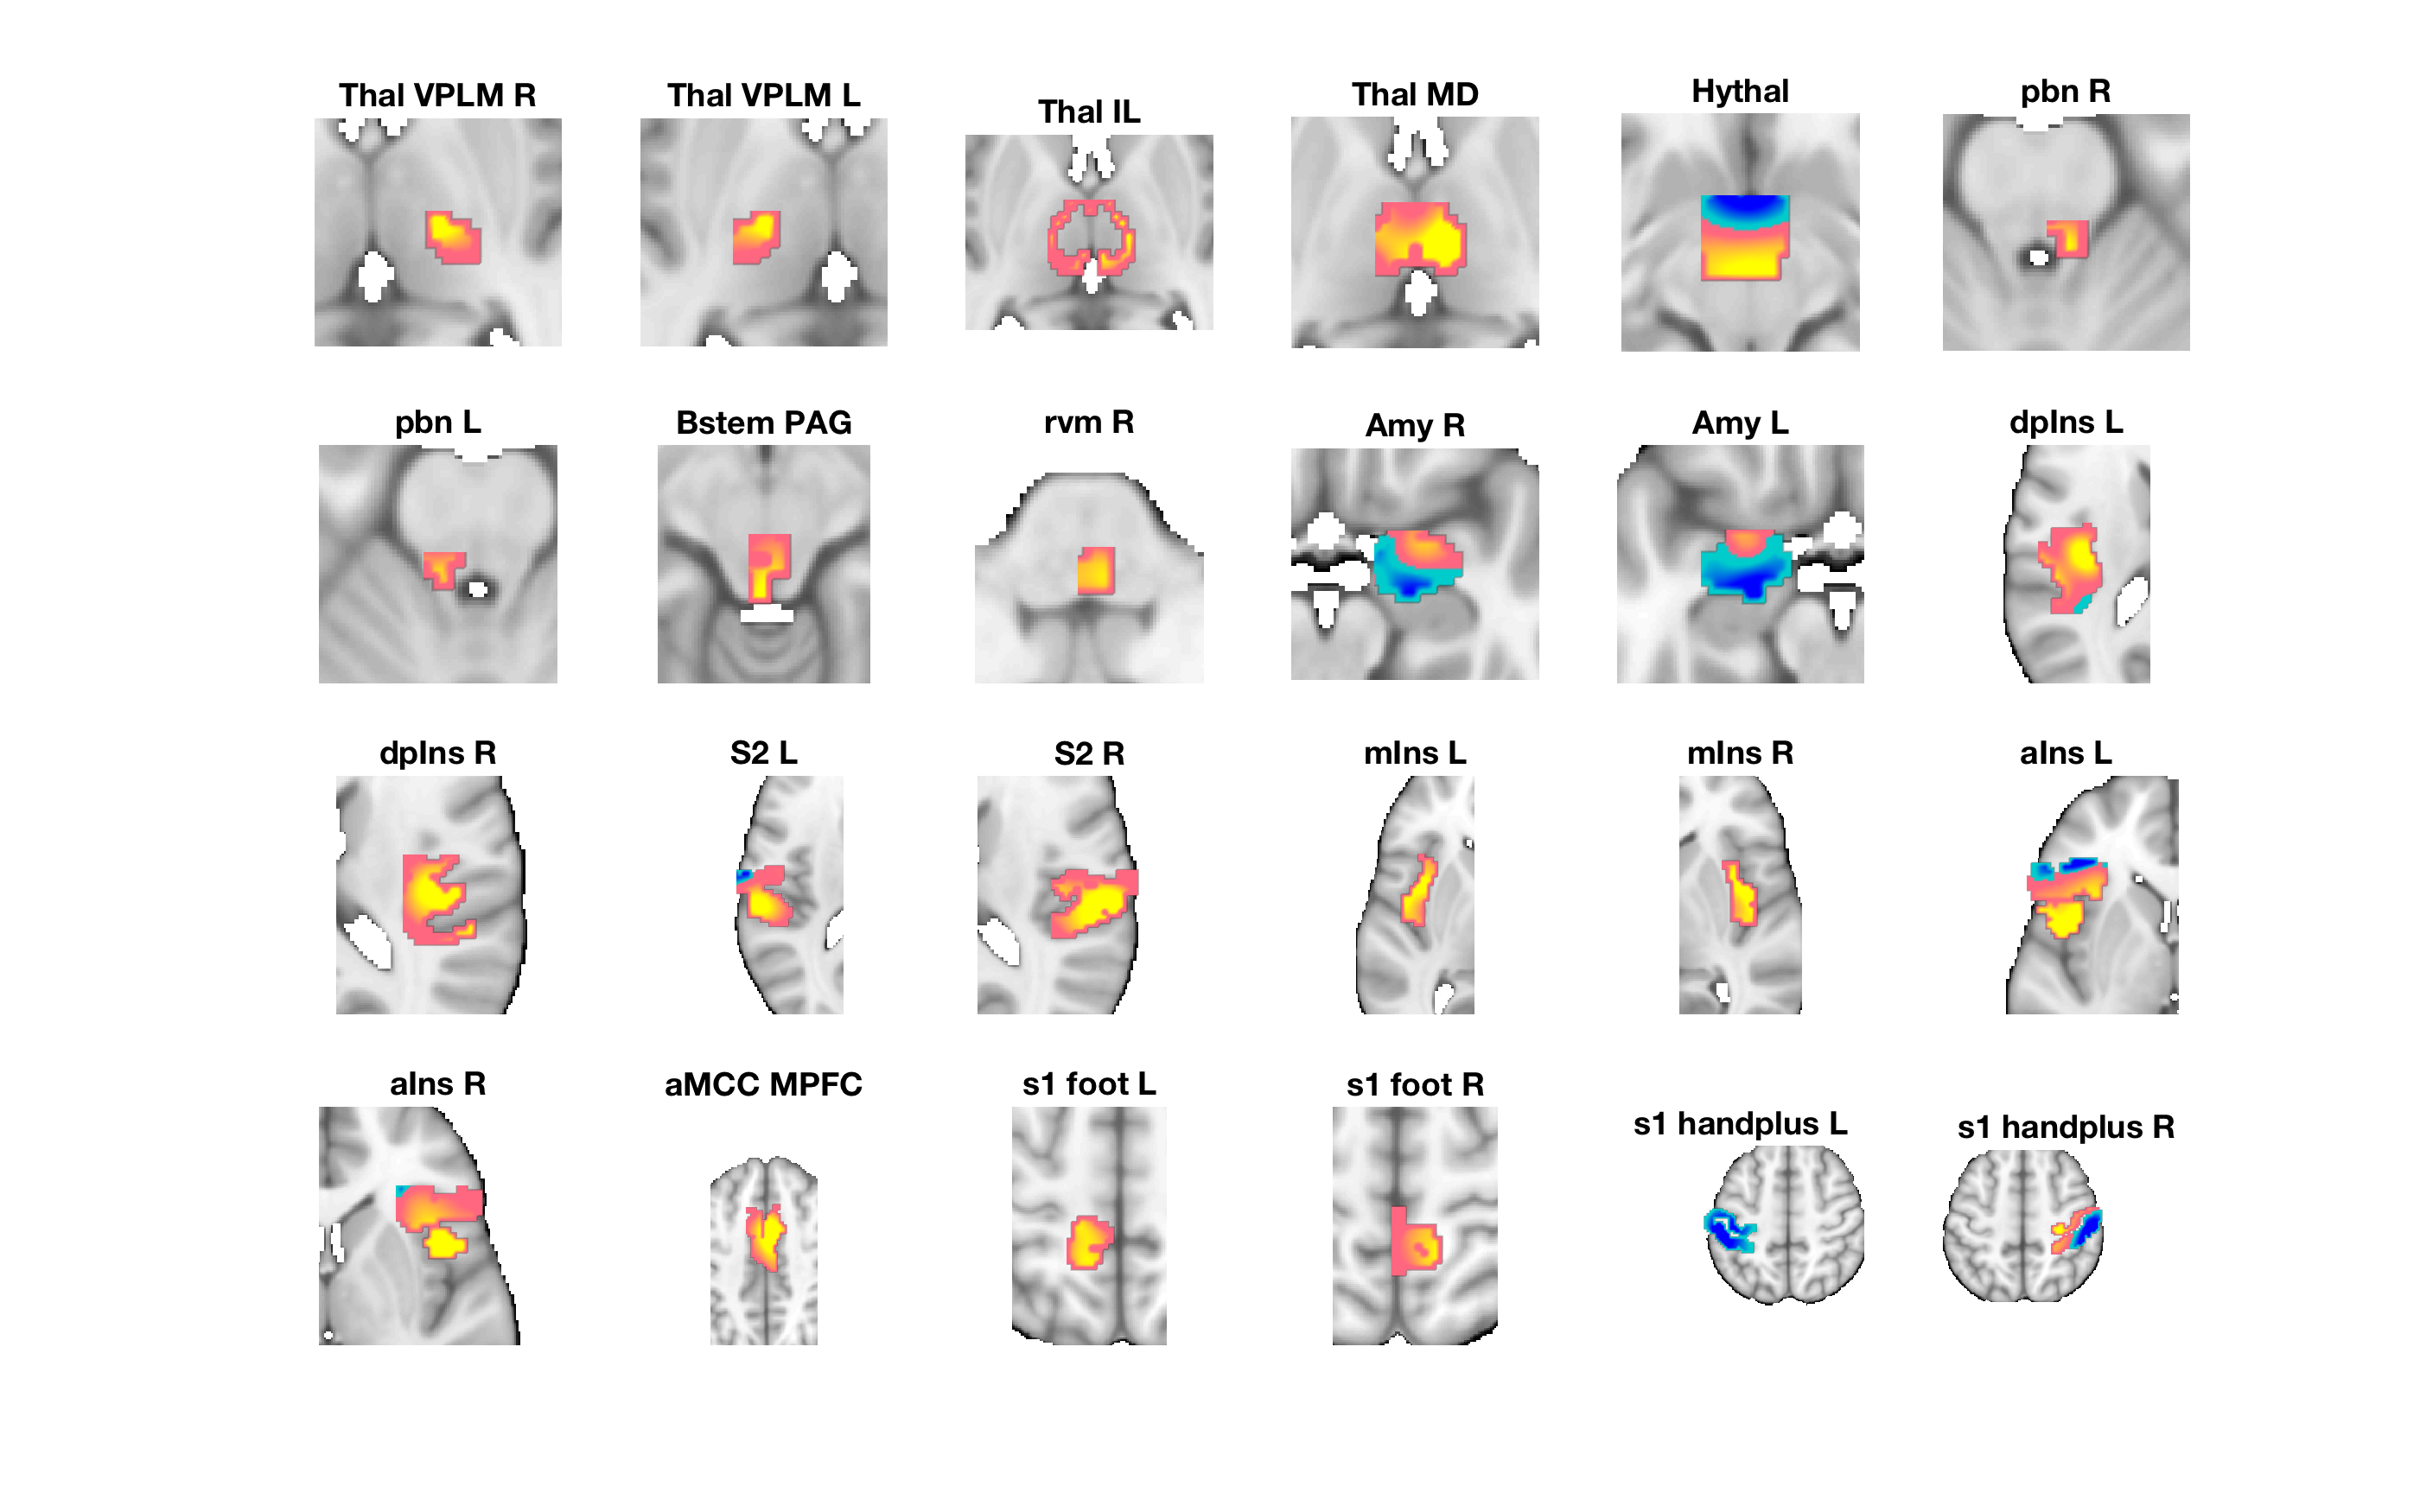 Thal VPLM R
Thal VPLM L
Thal IL
Thal MD
Hythal
pbn R
pbn L
Bstem PAG
rvm R
Amy R
Amy L
dpIns L
dpIns R
S2 L
S2 R
mIns L
mIns R
aIns L
aIns R
aMCC MPFC
s1 foot L
s1 foot R
s1 handplus L
s1 handplus R